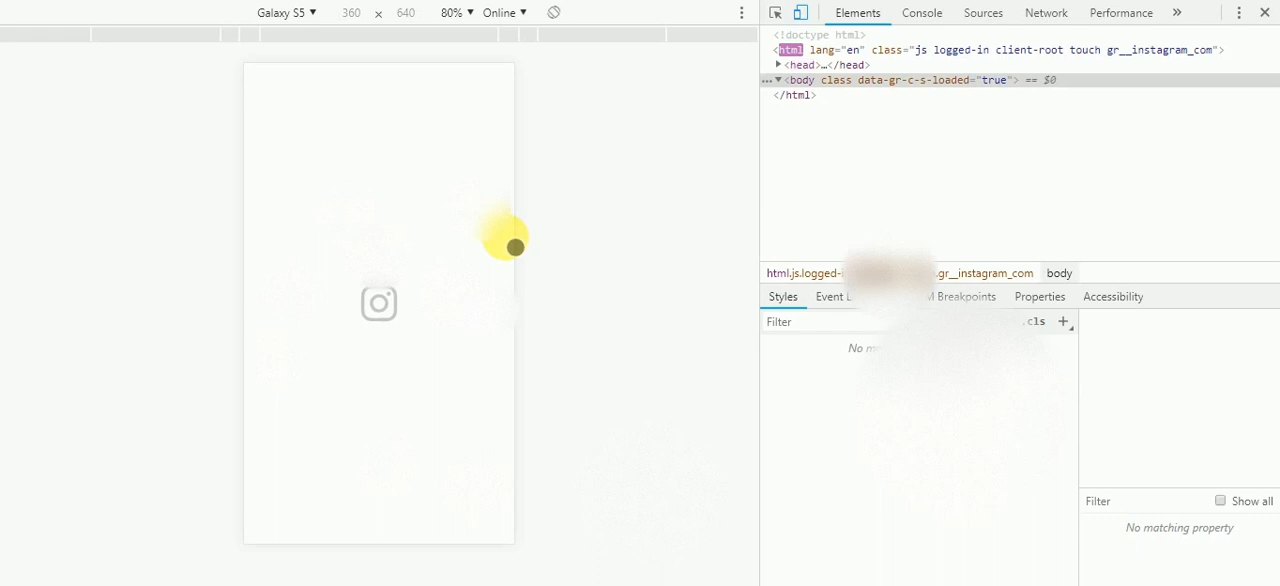 Galaxy S5 ▼ 360 × 640 80% ▼ Online ▼
Elements Console Sources Network Performance »
<!doctype html>
<html lang="en" class="js logged-in client-root touch gr__instagram_com">
▶<head>…</head>
…▼<body class data-gr-c-s-loaded="true"> == $0
</html>
html.js.logged-i .gr__instagram_com body
Styles Event Breakpoints Properties Accessibility
Filter .cls +
No
Filter Show all
No matching property